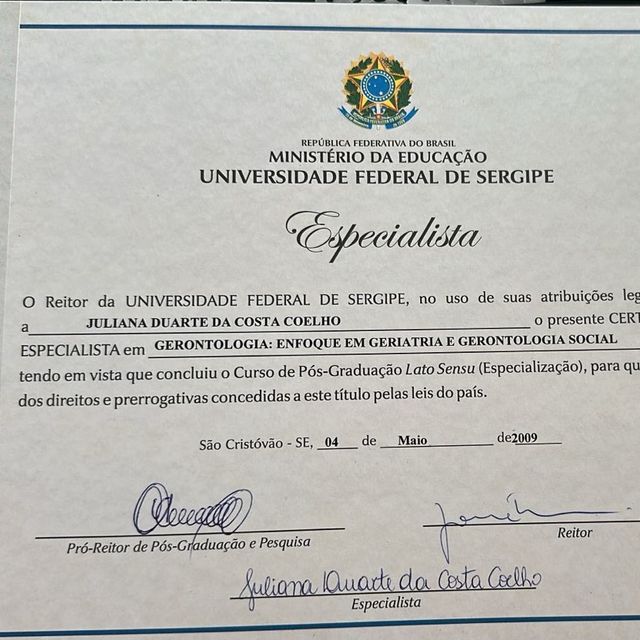 REPÚBLICA FEDERATIVA DO BRASIL
MINISTÉRIO DA EDUCAÇÃO
UNIVERSIDADE FEDERAL DE SERGIPE
Especialista
O Reitor da UNIVERSIDADE FEDERAL DE SERGIPE, no uso de suas atribuições leg
a JULIANA DUARTE DA COSTA COELHO o presente CERT
ESPECIALISTA em GERONTOLOGIA: ENFOQUE EM GERIATRIA E GERONTOLOGIA SOCIAL
tendo em vista que concluiu o Curso de Pós-Graduação Lato Sensu (Especialização), para qu
dos direitos e prerrogativas concedidas a este título pelas leis do país.
São Cristóvão - SE, 04 de Maio de 2009
Pró-Reitor de Pós-Graduação e Pesquisa
Reitor
Juliana Duarte da Costa Coelho
Especialista